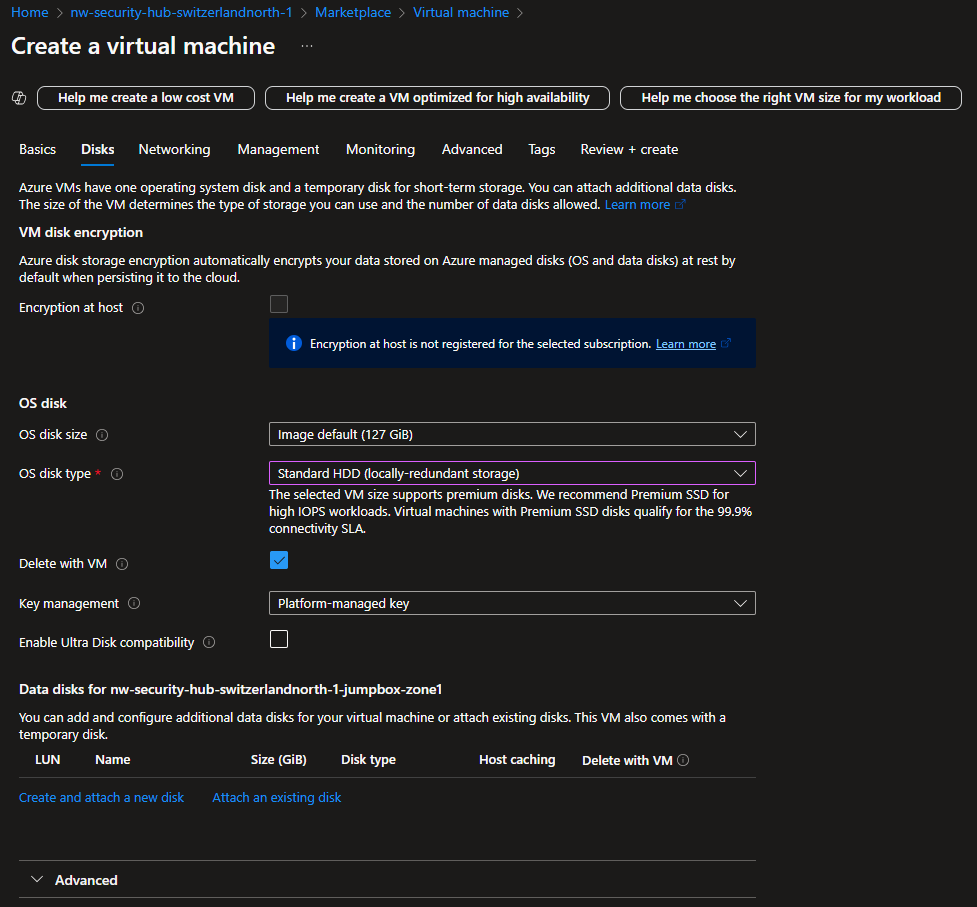 Home > nw-security-hub-switzerlandnorth-1 > Marketplace > Virtual machine >
Create a virtual machine ...
Help me create a low cost VM Help me create a VM optimized for high availability Help me choose the right VM size for my workload
Basics Disks Networking Management Monitoring Advanced Tags Review + create
Azure VMs have one operating system disk and a temporary disk for short-term storage. You can attach additional data disks.
The size of the VM determines the type of storage you can use and the number of data disks allowed. Learn more
VM disk encryption
Azure disk storage encryption automatically encrypts your data stored on Azure managed disks (OS and data disks) at rest by
default when persisting it to the cloud.
Encryption at host
Encryption at host is not registered for the selected subscription. Learn more
OS disk
OS disk size Image default (127 GiB)
OS disk type * Standard HDD (locally-redundant storage)
The selected VM size supports premium disks. We recommend Premium SSD for
high IOPS workloads. Virtual machines with Premium SSD disks qualify for the 99.9%
connectivity SLA.
Delete with VM
Key management Platform-managed key
Enable Ultra Disk compatibility
Data disks for nw-security-hub-switzerlandnorth-1-jumpbox-zone1
You can add and configure additional data disks for your virtual machine or attach existing disks. This VM also comes with a
temporary disk.
LUN Name Size (GiB) Disk type Host caching Delete with VM
Create and attach a new disk Attach an existing disk
Advanced